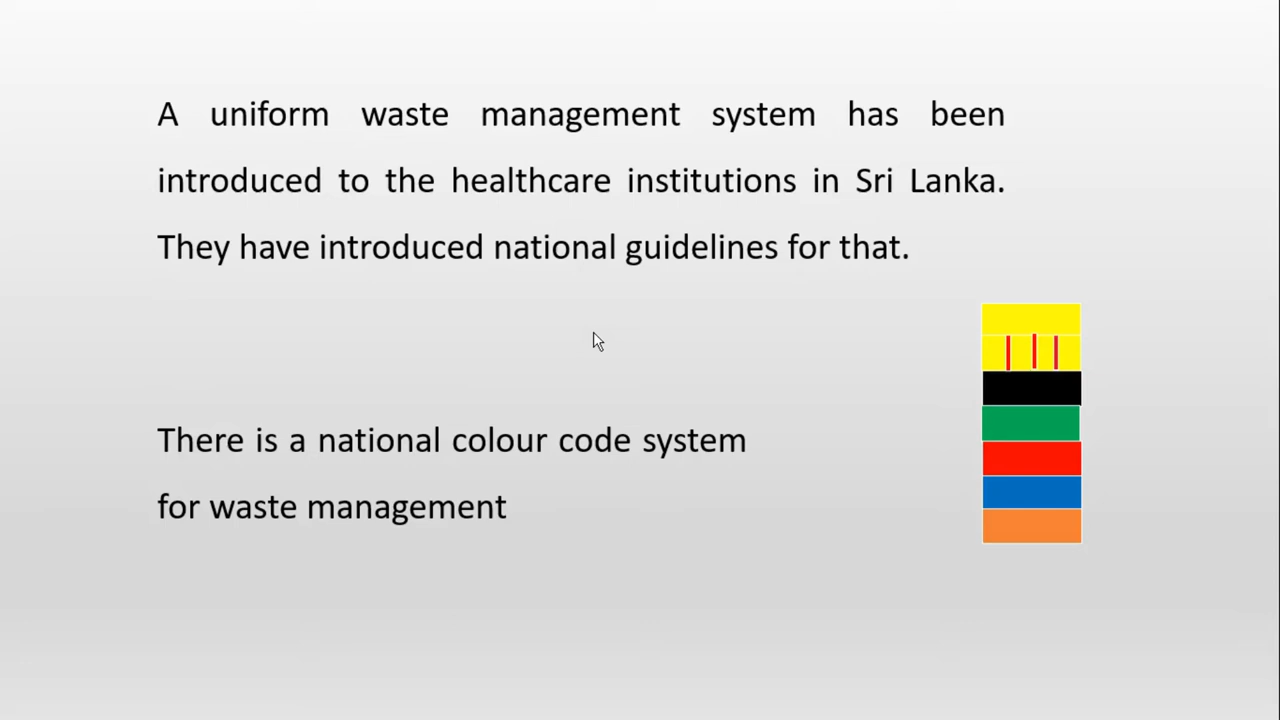 A uniform waste management system has been
introduced to the healthcare institutions in Sri Lanka.
They have introduced national guidelines for that.
There is a national colour code system
for waste management